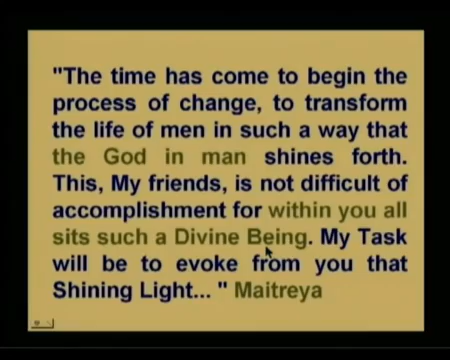 "The time has come to begin the
process of change, to transform
the life of men in such a way that
the God in man shines forth.
This, My friends, is not difficult of
accomplishment for within you all
sits such a Divine Being. My Task
will be to evoke from you that
Shining Light... " Maitreya